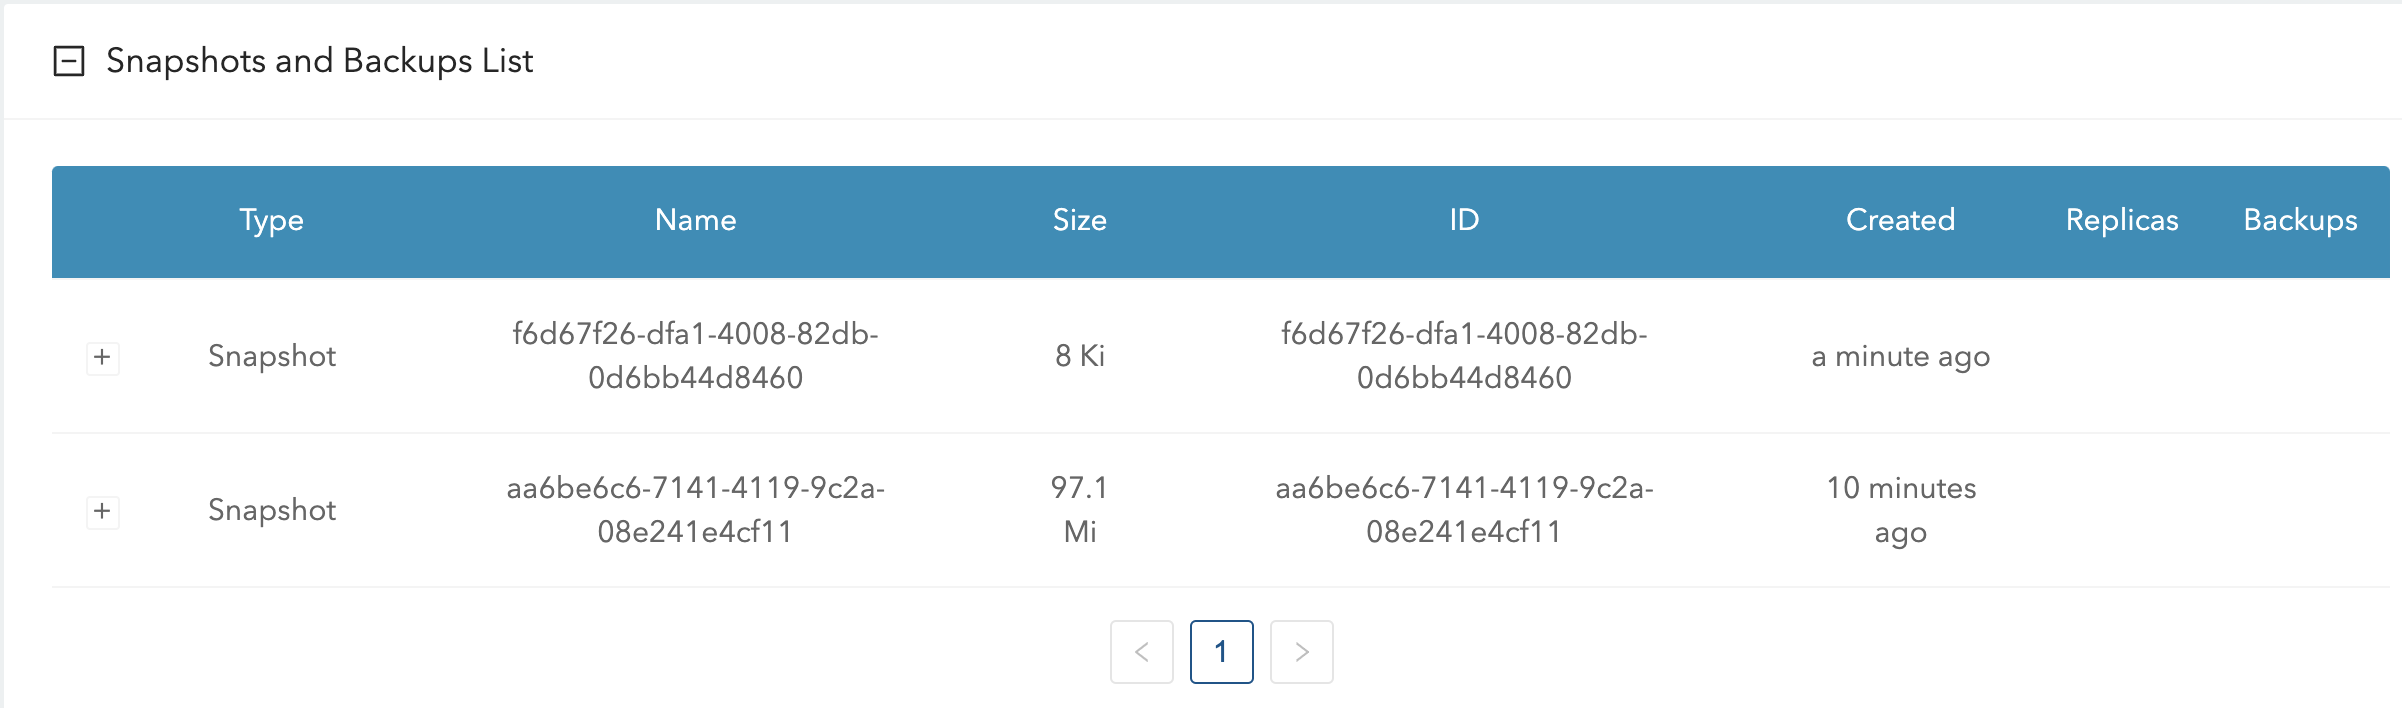 Snapshots and Backups List
Type Name Size ID Created Replicas Backups
f6d67f26-dfa1-4008-82db- f6d67f26-dfa1-4008-82db-
+ Snapshot 8 Ki a minute ago
0d6bb44d8460 0d6bb44d8460
aa6be6c6-7141-4119-9c2a- 97.1 aa6be6c6-7141-4119-9c2a- 10 minutes
+ Snapshot
08e241e4cf11 Mi 08e241e4cf11 ago
< 1 >